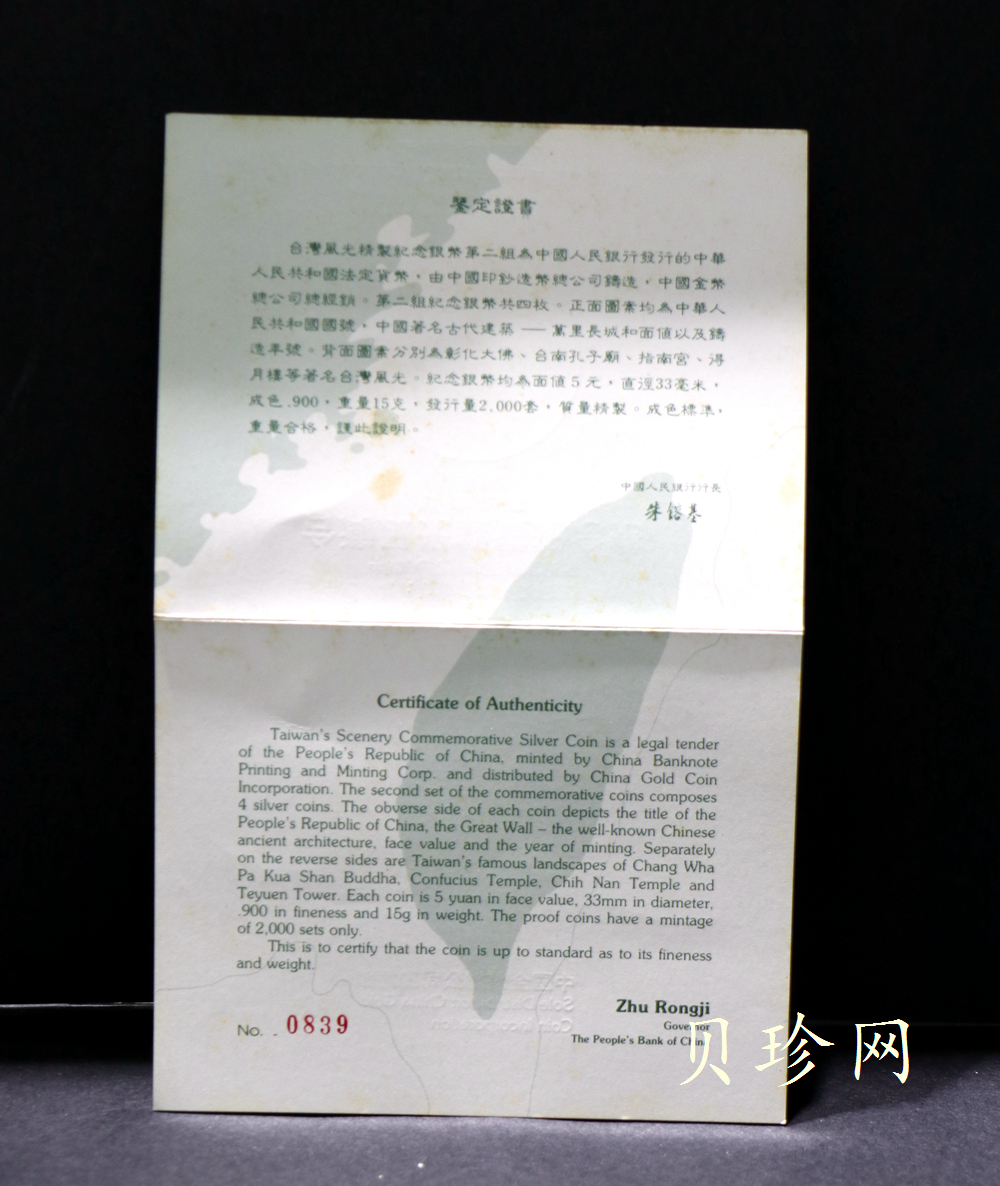 鑒定證書
台灣風光精製紀念銀幣第二組為中國人民銀行發行的中華
人民共和國法定貨幣，由中國印鈔造幣總公司鑄造，中國金幣
總公司總經銷。第二組紀念銀幣共四枚。正面圖案均為中華人
民共和國國號，中國著名古代建築──萬里長城和面值以及鑄
造年號。背面圖案分別為彰化大佛、台南孔子廟、指南宮、得
月樓等著名台灣風光。紀念銀幣均為面值5元，直徑33毫米，
成色.900，重量15克，發行量2,000套，質量精製。成色標準，
重量合格，謹此證明。
中國人民銀行行長
朱鎔基
Certificate of Authenticity
Taiwan's Scenery Commemorative Silver Coin is a legal tender
of the People's Republic of China, minted by China Banknote
Printing and Minting Corp. and distributed by China Gold Coin
Incorporation. The second set of the commemorative coins composes
4 silver coins. The obverse side of each coin depicts the title of the
People's Republic of China, the Great Wall – the well-known Chinese
ancient architecture, face value and the year of minting. Separately
on the reverse sides are Taiwan's famous landscapes of Chang Wha
Pa Kua Shan Buddha, Confucius Temple, Chih Nan Temple and
Teyuen Tower. Each coin is 5 yuan in face value, 33mm in diameter,
.900 in fineness and 15g in weight. The proof coins have a mintage
of 2,000 sets only.
This is to certify that the coin is up to standard as to its fineness
and weight.
Zhu Rongji
Governor
The People's Bank of China
No. 0839
贝珍网